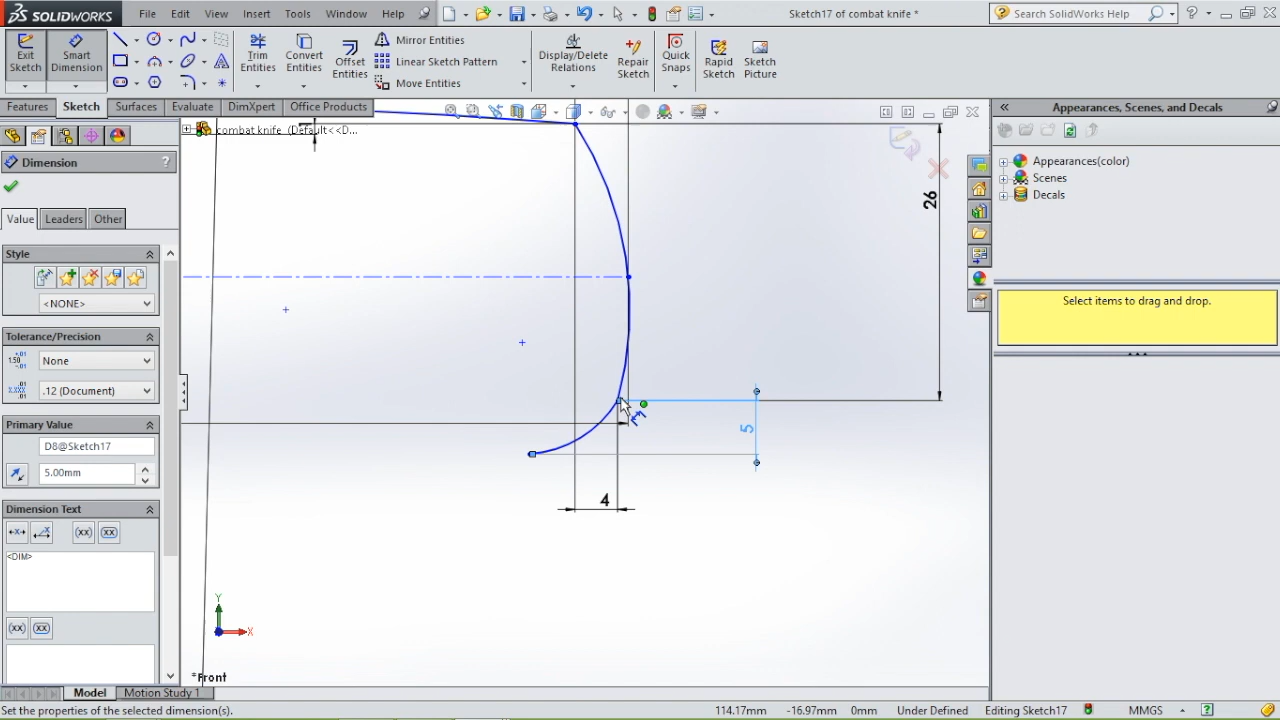 SOLIDWORKS File Edit View Insert Tools Window Help Sketch17 of combat knife * Search SolidWorks Help
Exit Sketch
Smart Dimension
Trim Entities
Convert Entities
Offset Entities
Mirror Entities
Linear Sketch Pattern
Move Entities
Display/Delete Relations
Repair Sketch
Quick Snaps
Rapid Sketch
Sketch Picture
Features Sketch Surfaces Evaluate DimXpert Office Products
combat knife (Default<<D...
Appearances, Scenes, and Decals
Dimension ?
Appearances(color)
Scenes
Decals
Value Leaders Other
Style
<NONE>
Tolerance/Precision
None
.12 (Document)
Primary Value
D8@Sketch17
5.00mm
Dimension Text
<DIM>
26
5
4
Select items to drag and drop.
Y
X
*Front
Model Motion Study 1
Set the properties of the selected dimension(s). 114.17mm -16.97mm 0mm Under Defined Editing Sketch17 MMGS